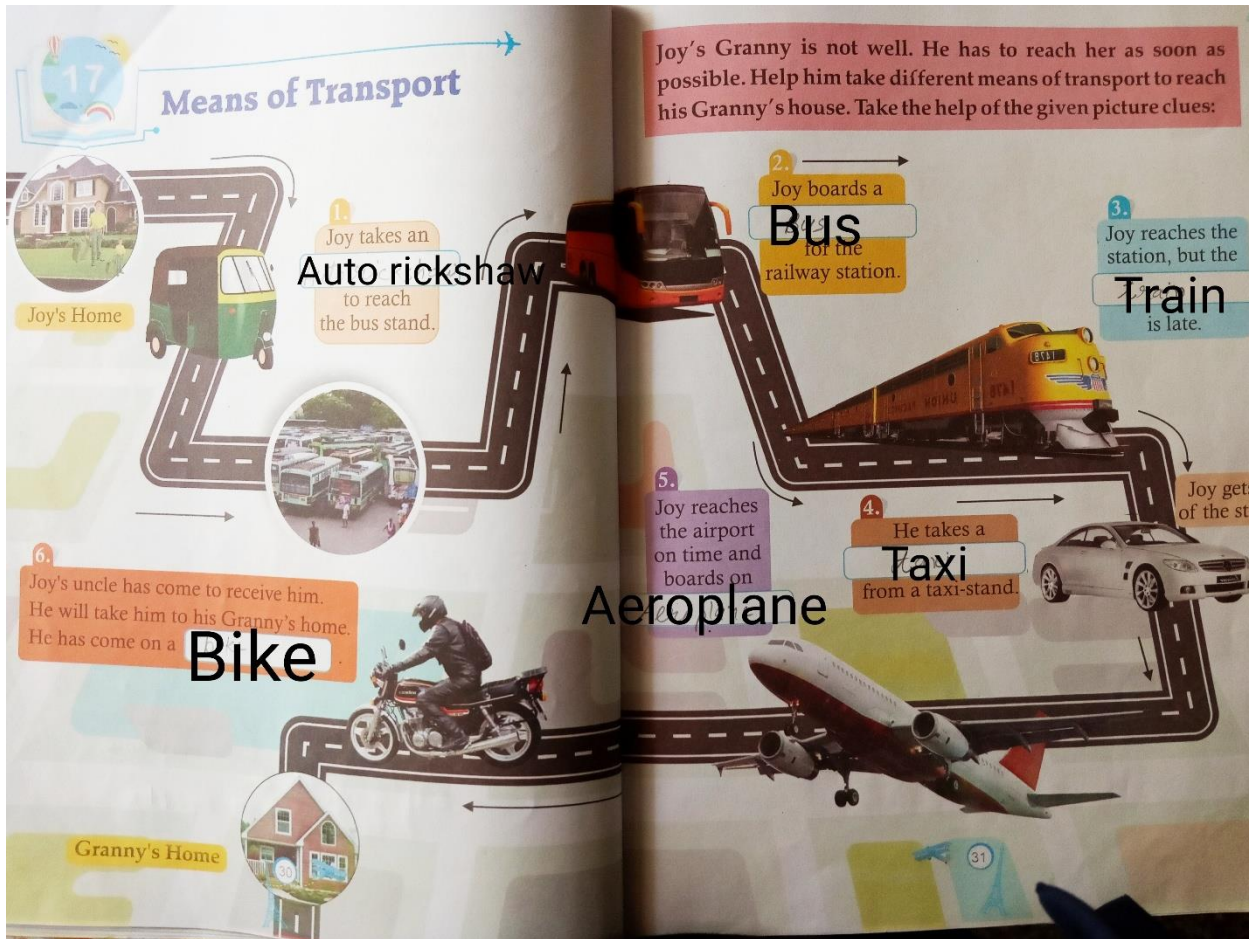 17
Means of Transport
Joy's Granny is not well. He has to reach her as soon as
possible. Help him take different means of transport to reach
his Granny's house. Take the help of the given picture clues:
Joy's Home
1.
Joy takes an
Auto rickshaw
to reach
the bus stand.
2.
Joy boards a
Bus
for the
railway station.
3.
Joy reaches the
station, but the
Train
is late.
Joy gets
of the st
4.
He takes a
Taxi
from a taxi-stand.
5.
Joy reaches
the airport
on time and
boards on
Aeroplane
6.
Joy's uncle has come to receive him.
He will take him to his Granny's home.
He has come on a Bike.
Granny's Home
30
31